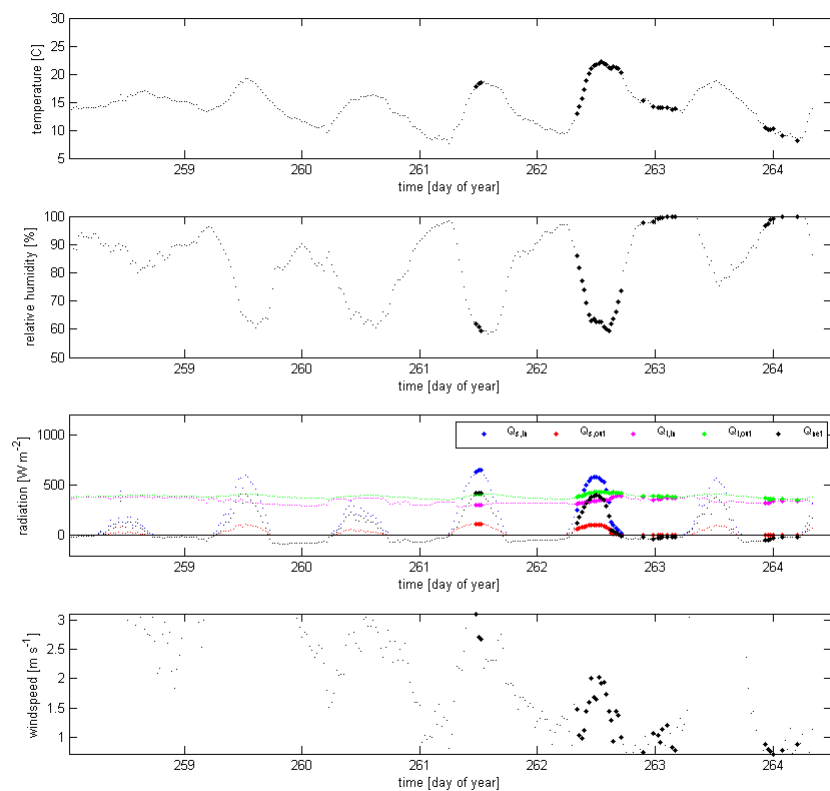 30
25
20
15
10
5
temperature [C]
259 260 261 262 263 264
time [day of year]
100
90
80
70
60
50
relative humidity [%]
259 260 261 262 263 264
time [day of year]
1000
500
0
radiation [W m-2]
Qs,in Qs,out Ql,in Ql,out Qnet
259 260 261 262 263 264
time [day of year]
3
2.5
2
1.5
1
windspeed [m s-1]
259 260 261 262 263 264
time [day of year]